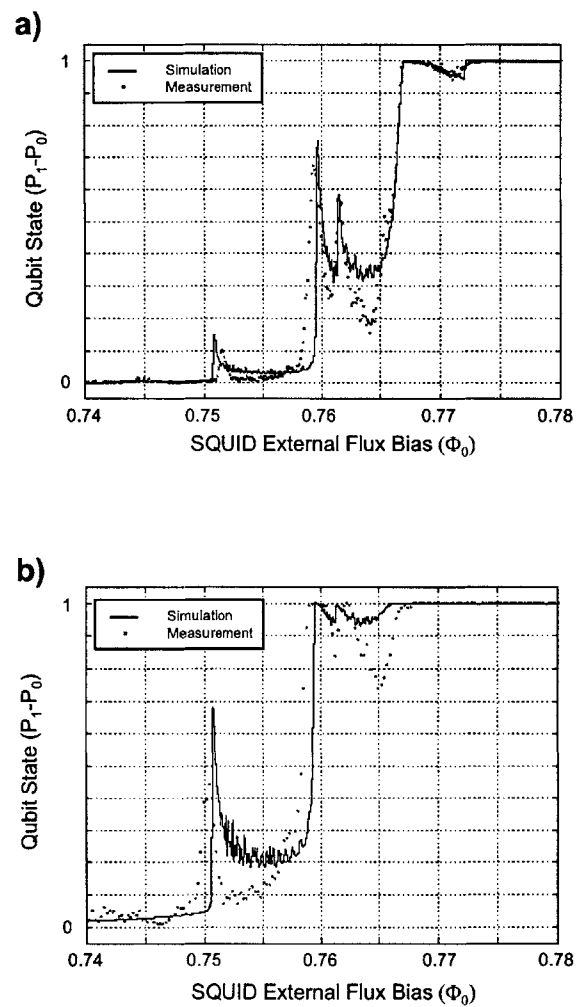 a)
1
Simulation
Measurement
Qubit State (P₁-P₀)
0
0.74 0.75 0.76 0.77 0.78
SQUID External Flux Bias (Φ₀)
b)
1
Simulation
Measurement
Qubit State (P₁-P₀)
0
0.74 0.75 0.76 0.77 0.78
SQUID External Flux Bias (Φ₀)